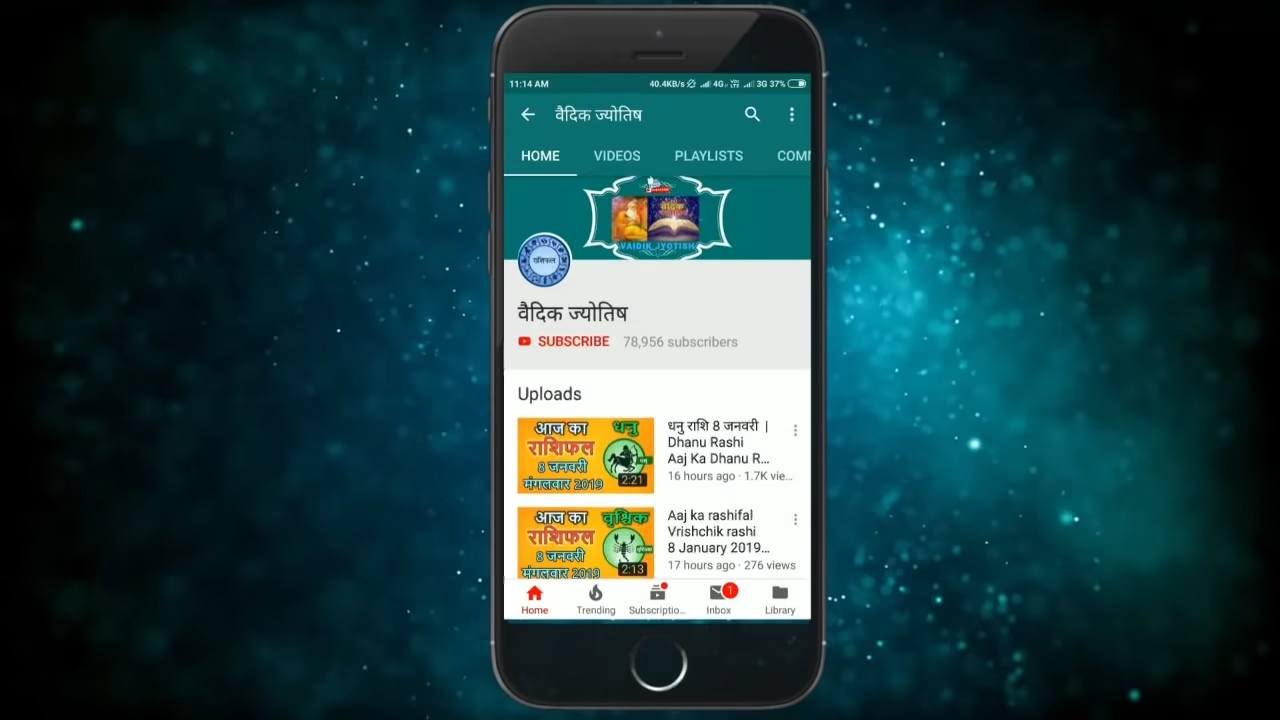 11:14 AM 40.4KB/s 4G 3G 37%
वैदिक ज्योतिष
HOME VIDEOS PLAYLISTS COMM
वैदिक
VAIDIK JYOTISH
राशिफल
वैदिक ज्योतिष
SUBSCRIBE 78,956 subscribers
Uploads
आज का धनु
राशिफल
8 जनवरी
मंगलवार 2019 2:21
धनु राशि 8 जनवरी |
Dhanu Rashi
Aaj Ka Dhanu R...
16 hours ago · 1.7K vie...
आज का वृश्चिक
राशिफल
8 जनवरी
मंगलवार 2019 2:13
Aaj ka rashifal
Vrishchik rashi
8 January 2019...
17 hours ago · 276 views
1
Home Trending Subscriptio... Inbox Library